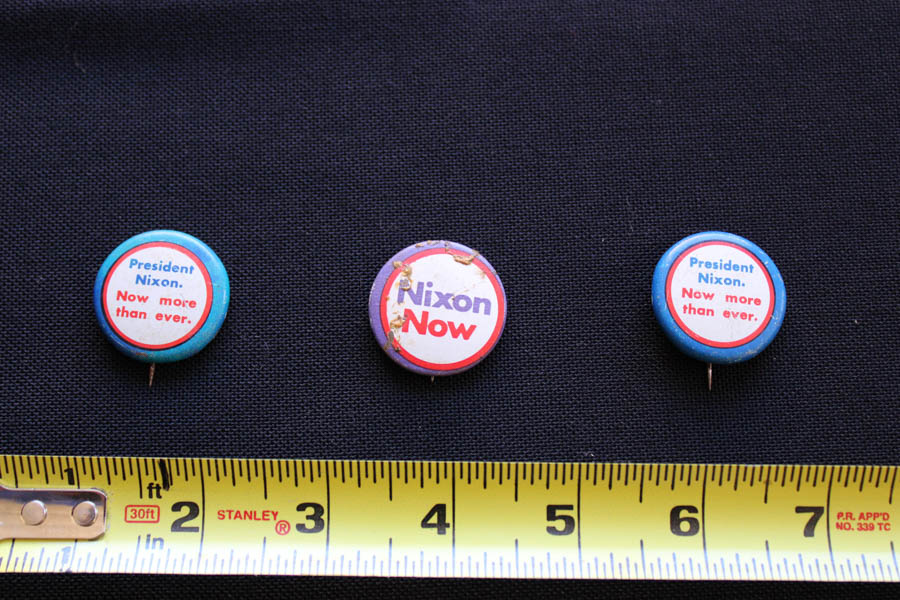 President
Nixon.
Now more
than ever.
Nixon
Now
President
Nixon.
Now more
than ever.
1 ft 30ft in 2 STANLEY® 3 4 5 6 7 P.R. APP'D
NO. 339 TC